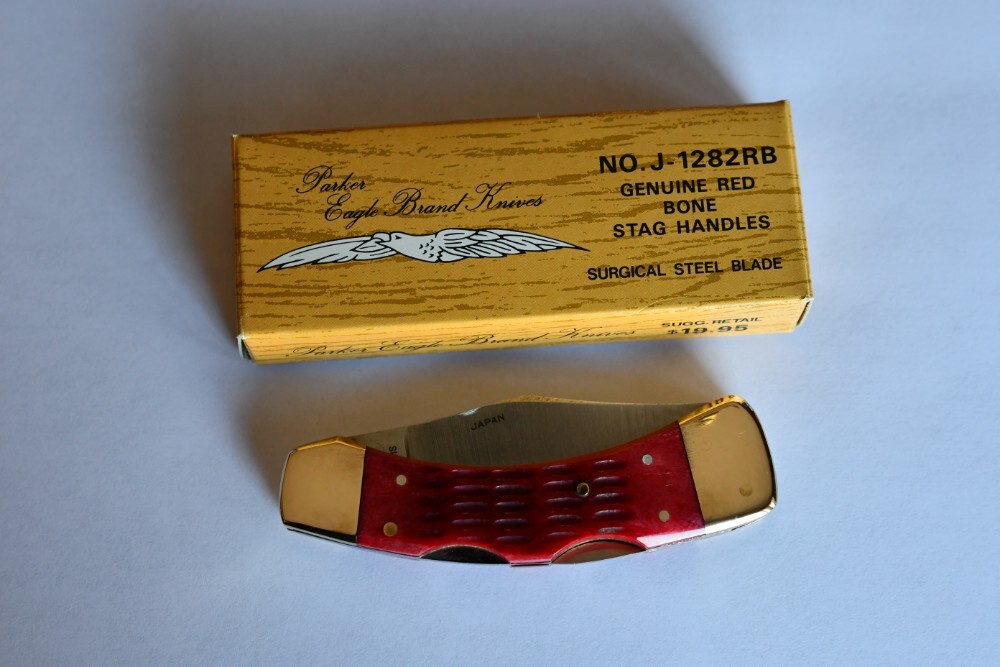 Parker
Eagle Brand Knives
NO. J-1282RB
GENUINE RED
BONE
STAG HANDLES
SURGICAL STEEL BLADE
Parker Eagle Brand Knives
SUGG. RETAIL
$19.95
JAPAN